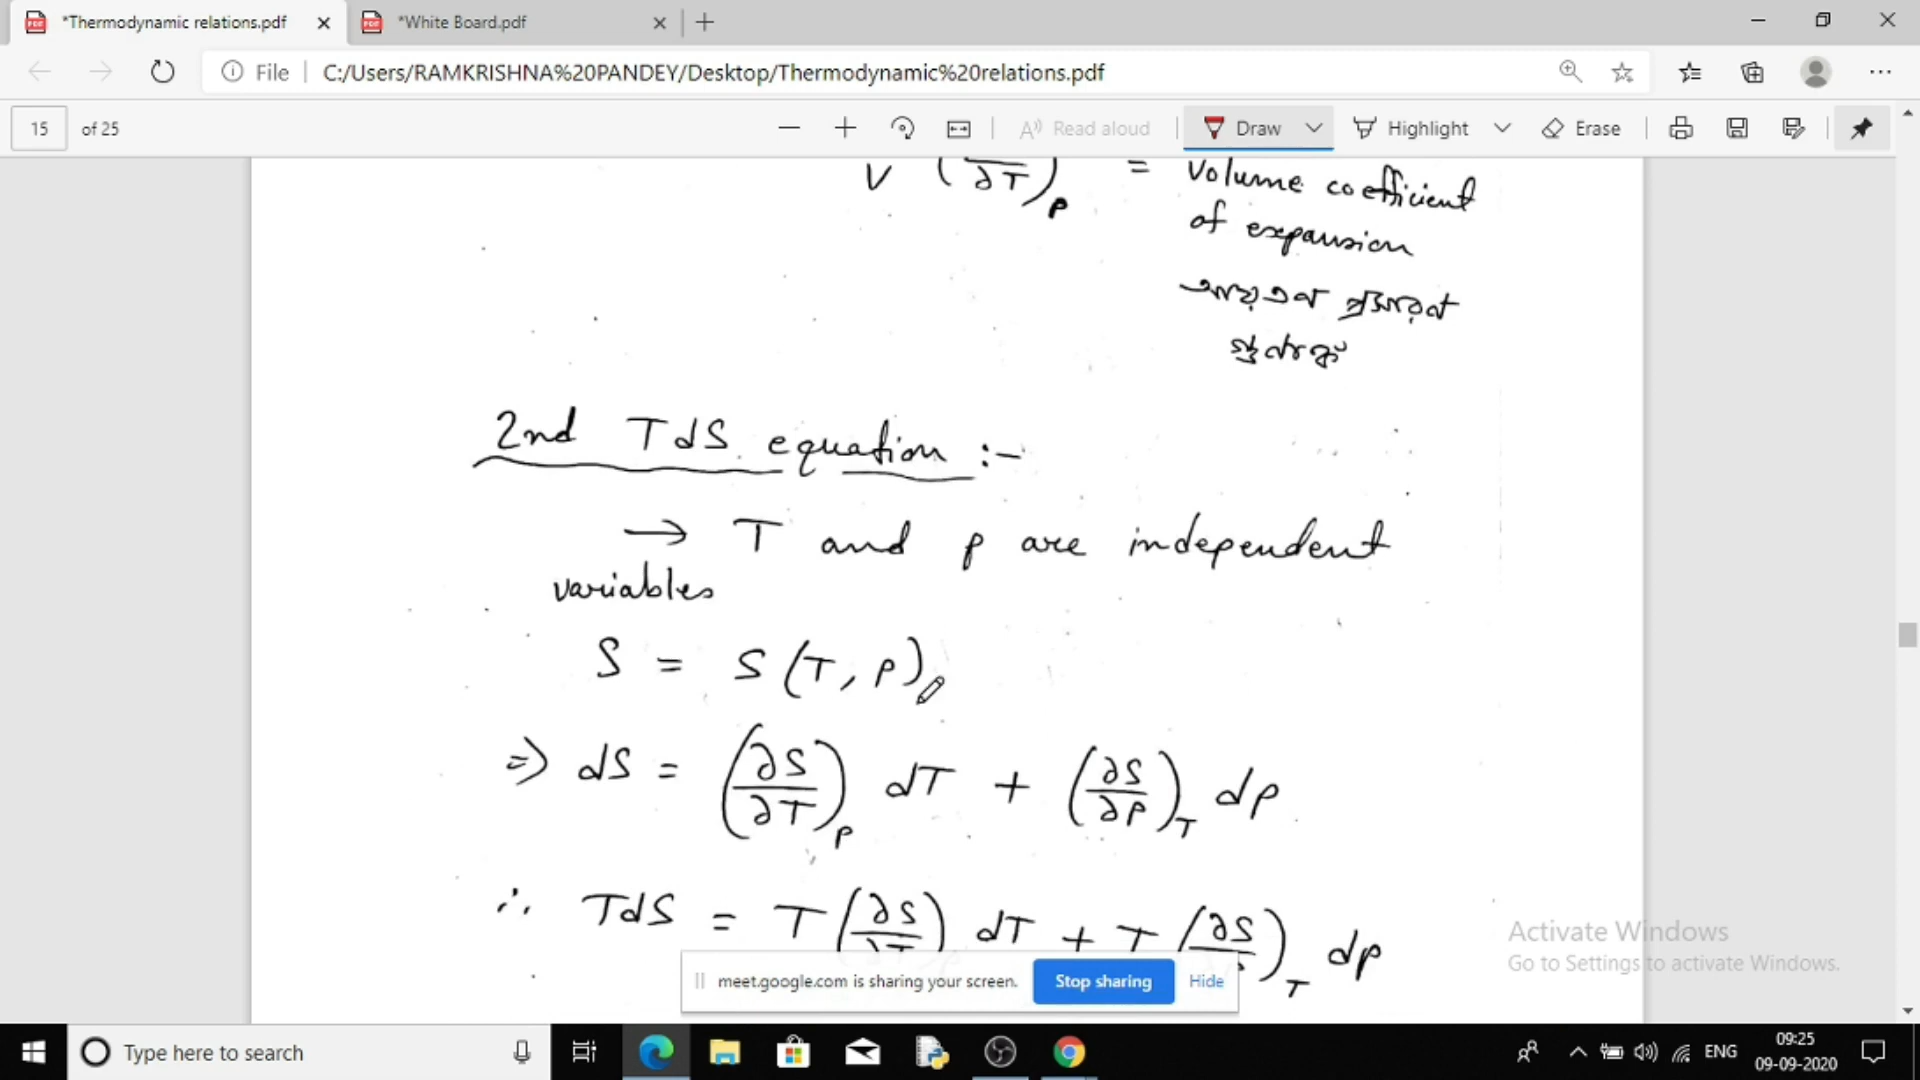 *Thermodynamic relations.pdf
*White Board.pdf
File
C:/Users/RAMKRISHNA%20PANDEY/Desktop/Thermodynamic%20relations.pdf
15 of 25
Read aloud
Draw
Highlight
Erase
V (∂T)p = Volume coefficient
of expansion
2nd TdS equation :-
→ T and p are independent
variables
S = S (T, P)
=> dS = (∂S/∂T)p dT + (∂S/∂P)T dp
∴ TdS = T (∂S/∂T) dT + T (∂S)T dp
Activate Windows
Go to Settings to activate Windows.
meet.google.com is sharing your screen.
Stop sharing
Hide
Type here to search
ENG
09:25
09-09-2020